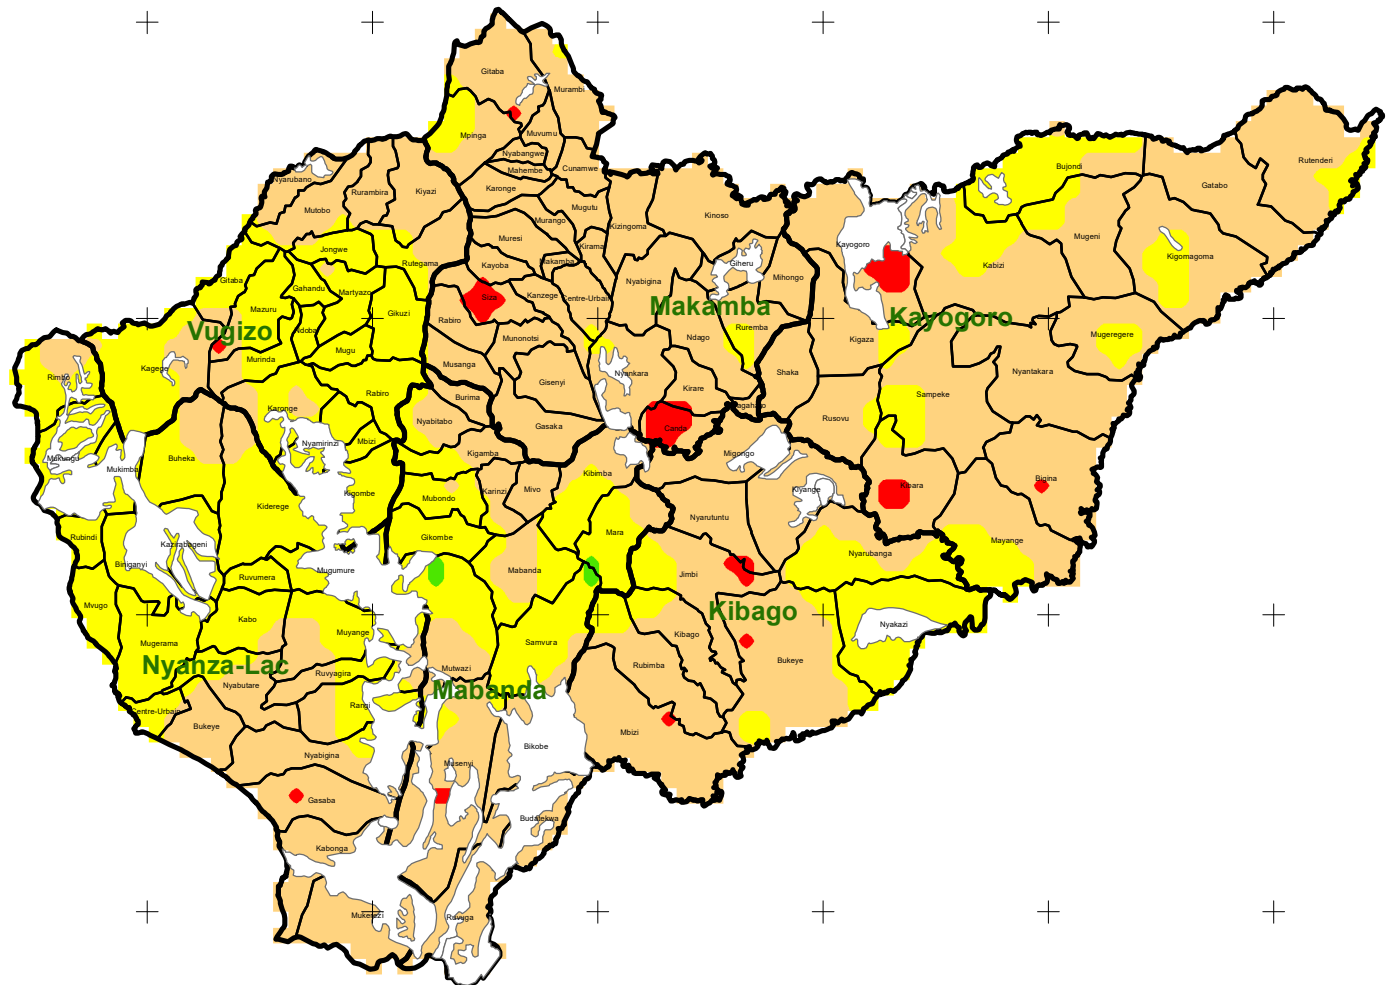 Gitaba
Murambi
Mpinga
Muvumu
Nyabangwe
Mahembe
Cunamwe
Karonge
Mugutu
Nyarubano
Rurambira
Kiyazi
Mutobo
Kizingoma
Kinoso
Murango
Muresi
Kirama
Makamba
Kayoba
Jongwe
Rutegama
Gitaba
Gahandu
Martyazo
Mazuru
Gikuzi
Ndoba
Siza
Kanzege
Centre-Urbain
Nyabigina
Giheru
Mihongo
Rabiro
Munonotsi
Ndago
Ruremba
Makamba
Vugizo
Mugu
Murinda
Kagege
Rimbo
Musanga
Gisenyi
Nyankara
Kirare
Shaka
Kayogoro
Kigaza
Kayogoro
Bujondi
Mugeni
Kabizi
Gatabo
Rutenderi
Kigomagoma
Mugeregere
Nyantakara
Sampeke
Rusovu
Kibara
Bigina
Mayange
Rabiro
Burima
Karonge
Nyabitabo
Gasaka
Canda
Nyamirinzi
Mbizi
Kigamba
Migongo
Buheka
Mukungu
Mukimba
Kigombe
Mubondo
Karinzi
Mivo
Kibimba
Kiyange
Kiderege
Nyarutuntu
Mara
Gikombe
Rubindi
Kazirabageni
Biniganyi
Mugumure
Ruvumera
Mabanda
Jimbi
Nyarubanga
Kibago
Mvugo
Kabo
Muyange
Mugerama
Nyanza-Lac
Samvura
Kibago
Bukeye
Nyakazi
Mutwazi
Mabanda
Rubimba
Ruvyagira
Nyabutare
Centre-Urbain
Rangi
Bukeye
Mbizi
Bikobe
Nyabigina
Musenyi
Gasaba
Budalekwa
Kabonga
Mukerezi
Ruvuga